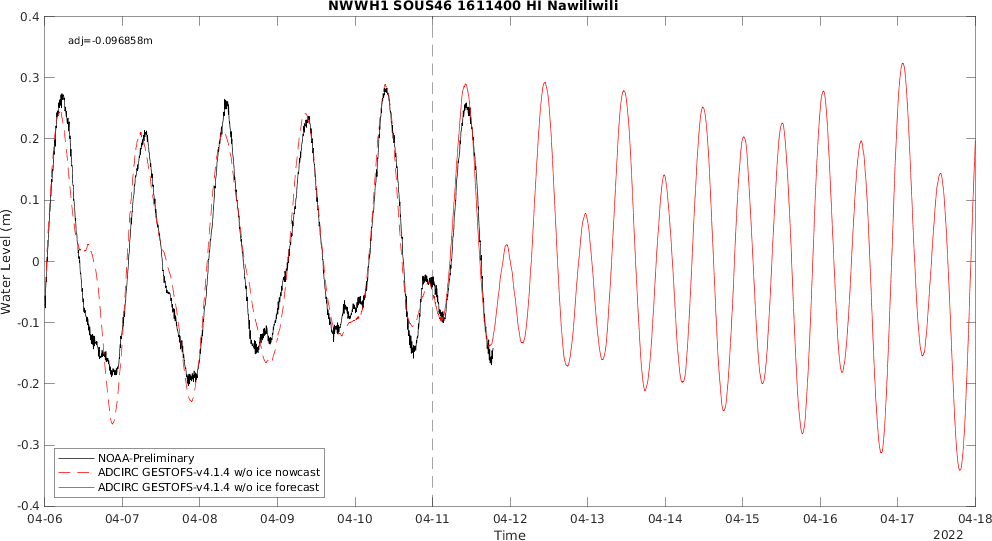 NWWH1 SOUS46 1611400 HI Nawiliwili
adj=-0.096858m
0.4
0.3
0.2
0.1
0
-0.1
-0.2
-0.3
-0.4
Water Level (m)
NOAA-Preliminary
ADCIRC GESTOFS-v4.1.4 w/o ice nowcast
ADCIRC GESTOFS-v4.1.4 w/o ice forecast
04-06 04-07 04-08 04-09 04-10 04-11 04-12 04-13 04-14 04-15 04-16 04-17 04-18
Time
2022